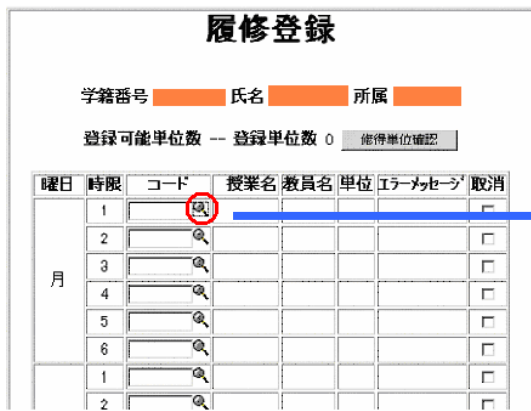 履修登録
学籍番号 氏名 所属
登録可能単位数 -- 登録単位数 0 修得単位確認
曜日 時限 コード 授業名 教員名 単位 エラーメッセージ 取消
1
2
3
月
4
5
6
1
2